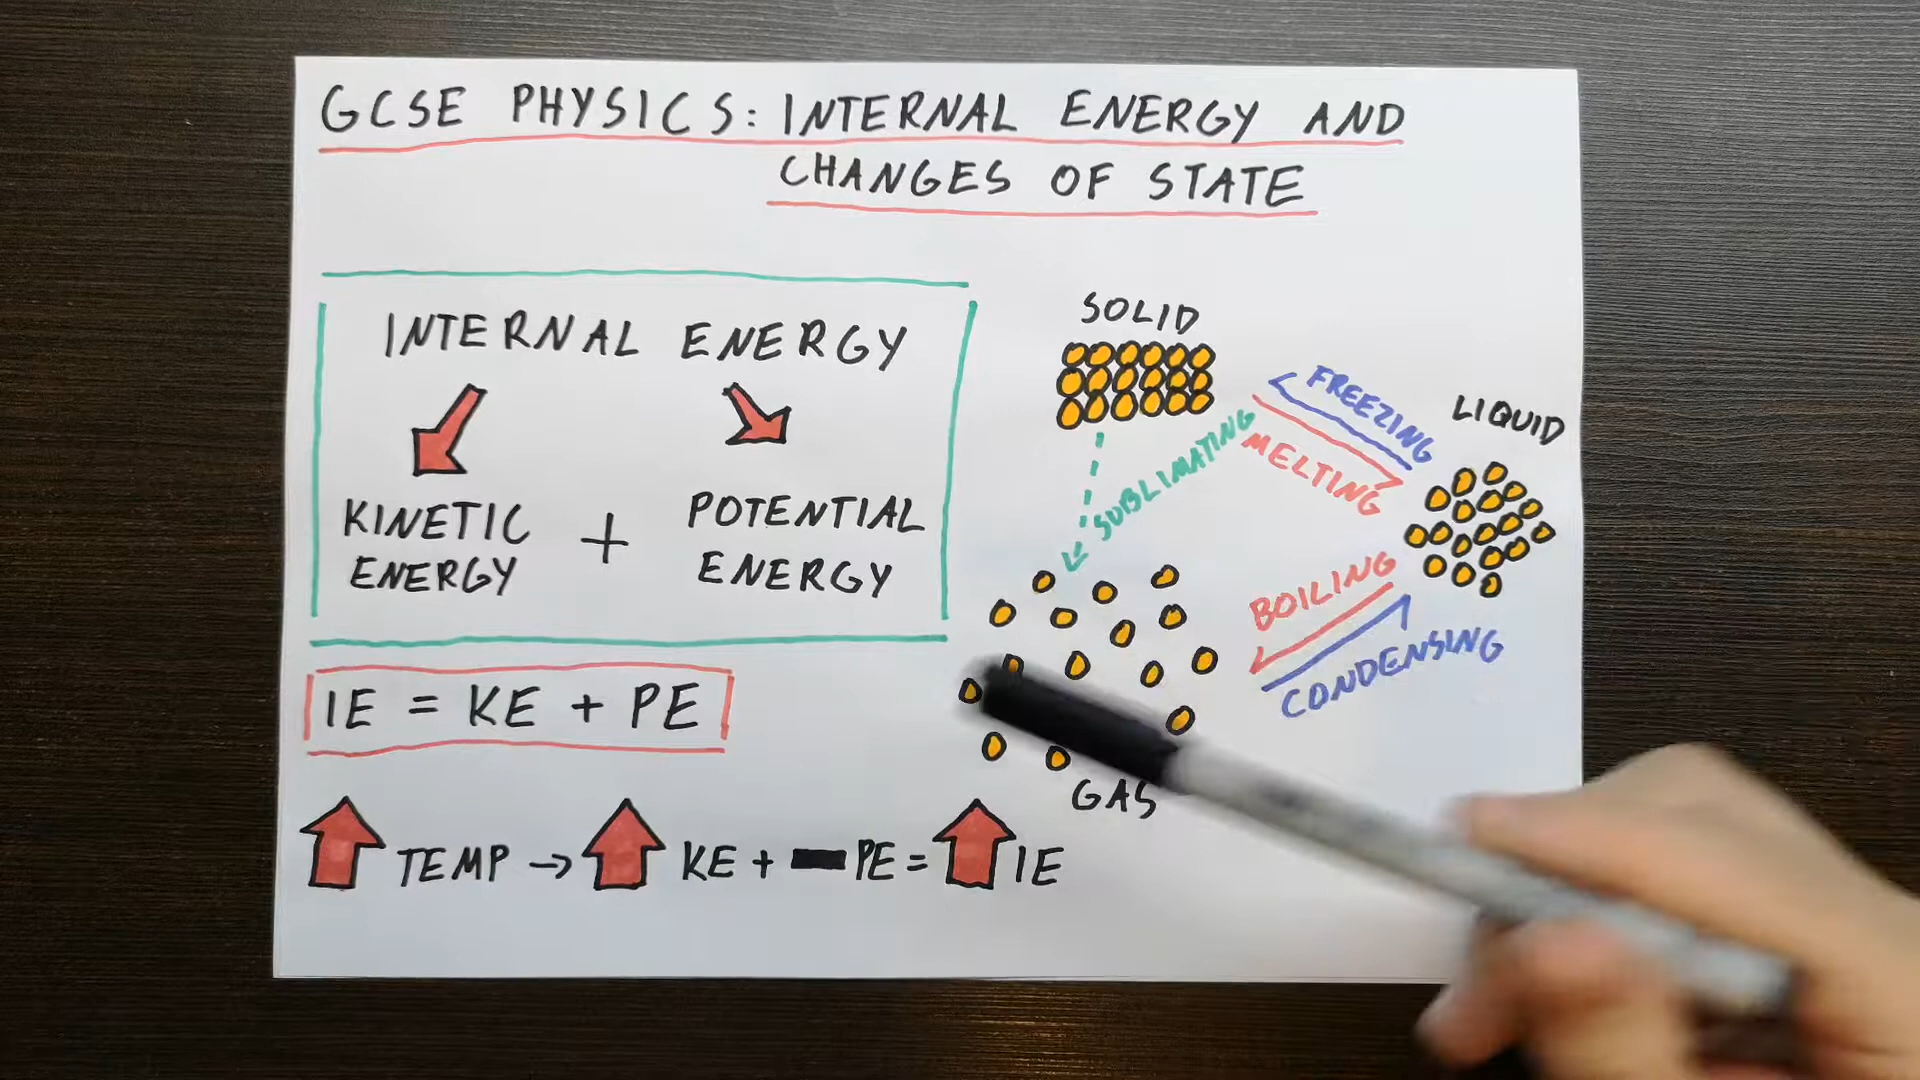 GCSE PHYSICS: INTERNAL ENERGY AND
CHANGES OF STATE
INTERNAL ENERGY
KINETIC
ENERGY
+
POTENTIAL
ENERGY
IE = KE + PE
TEMP → KE + PE = IE
SOLID
FREEZING
MELTING
LIQUID
SUBLIMATING
BOILING
CONDENSING
GAS